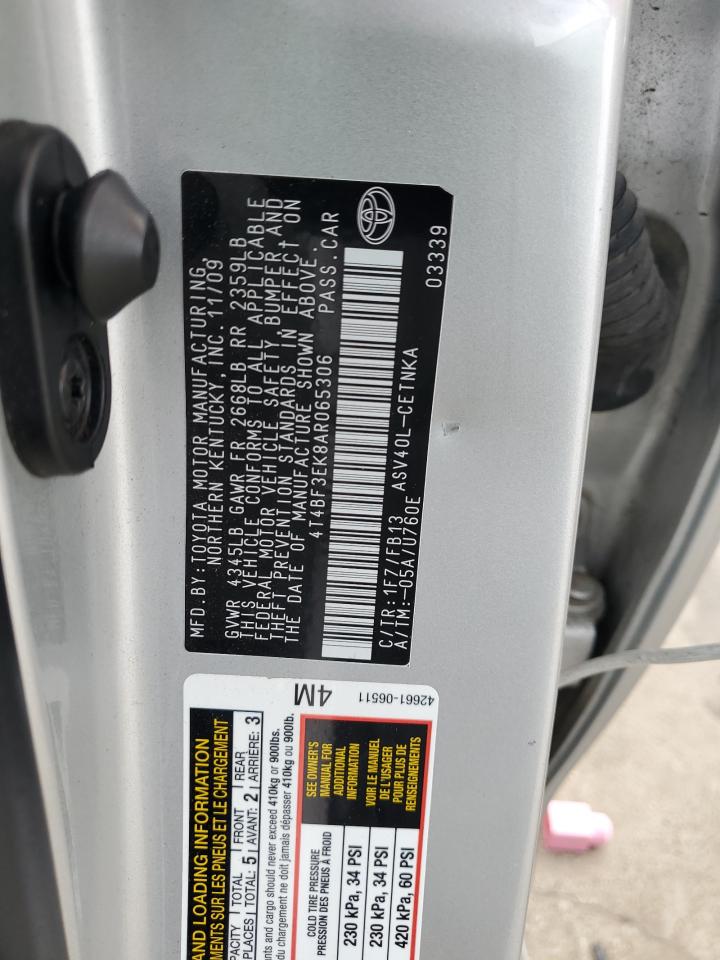 MFD.BY:TOYOTA MOTOR MANUFACTURING,
NORTHERN KENTUCKY, INC. 11/09
GVWR 4345LB GAWR FR 2668LB RR 2359LB
THIS VEHICLE CONFORMS TO ALL APPLICABLE
FEDERAL MOTOR VEHICLE SAFETY,BUMPER,AND
THEFT PREVENTION STANDARDS IN EFFECT ON
THE DATE OF MANUFACTURE SHOWN ABOVE.
4T4BF3EK8AR065306 PASS.CAR
C/TR:1F7/FB13 ASV40L-CETNKA
A/TM:-05A/U760E 03339
AND LOADING INFORMATION
SUR LES PNEUS ET LE CHARGEMENT
TOTAL FRONT REAR
PLACES TOTAL: 5 AVANT: 2 ARRIÈRE: 3
and cargo should never exceed 410kg or 900lbs.
du chargement ne doit jamais dépasser 410kg ou 900lb.
4M
COLD TIRE PRESSURE
PRESSION DES PNEUS À FROID
230 kPa, 34 PSI
230 kPa, 34 PSI
420 kPa, 60 PSI
SEE OWNER'S
MANUAL FOR
ADDITIONAL
INFORMATION
VOIR LE MANUEL
DE L'USAGER
POUR PLUS DE
RENSEIGNEMENTS
42661-06511